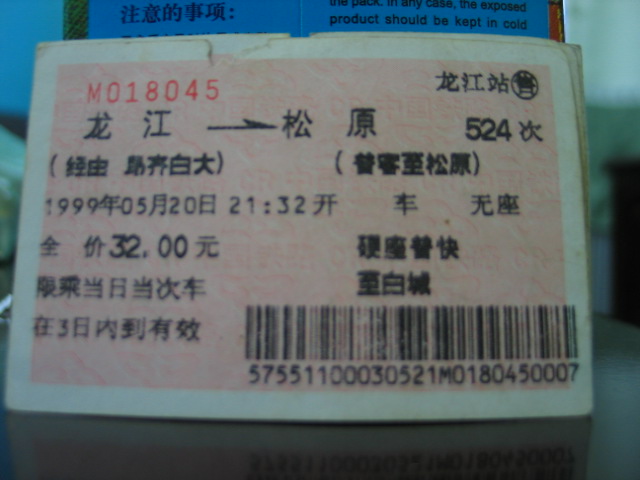 注意的事项:
the pack. In any case, the exposed
product should be kept in cold
M018045
龙江站售
龙江 → 松原 524次
(经由 昂齐白大) (普客至松原)
1999年05月20日 21:32开 车 无座
全 价32.00元 硬座普快
限乘当日当次车 至白城
在3日内到有效
57551100030521M0180450007